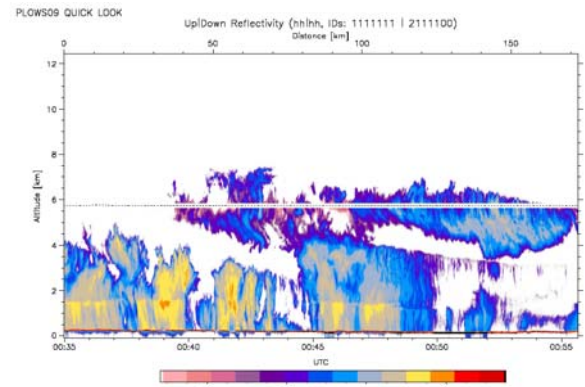 PLOWS09 QUICK LOOK
Up|Down Reflectivity (hh|hh, IDs: 1111111 | 2111100)
Distance [km]
0 50 100 150
12
10
8
6
4
2
0
Altitude [km]
00:35 00:40 00:45 00:50 00:55
UTC